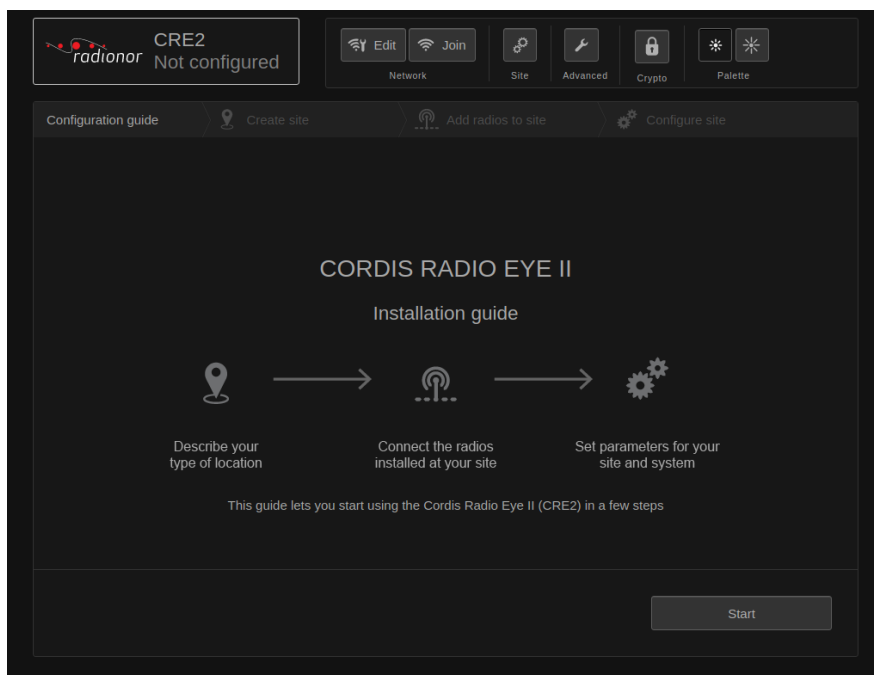 radionor
CRE2
Not configured
Edit
Join
Network
Site
Advanced
Crypto
Palette
Configuration guide
Create site
Add radios to site
Configure site
CORDIS RADIO EYE II
Installation guide
Describe your
type of location
Connect the radios
installed at your site
Set parameters for your
site and system
This guide lets you start using the Cordis Radio Eye II (CRE2) in a few steps
Start